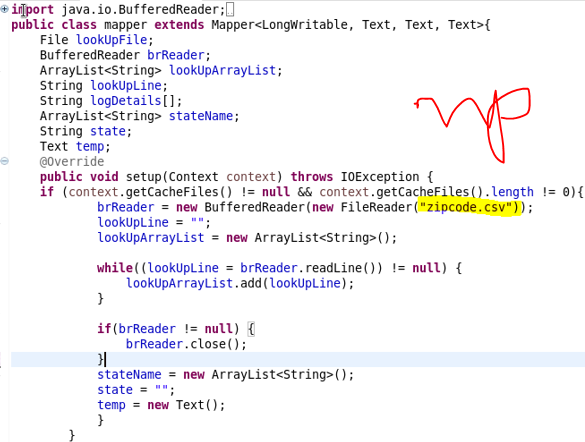 import java.io.BufferedReader;
public class mapper extends Mapper<LongWritable, Text, Text, Text>{
File lookUpFile;
BufferedReader brReader;
ArrayList<String> lookUpArrayList;
String lookUpLine;
String logDetails[];
ArrayList<String> stateName;
String state;
Text temp;
@Override
public void setup(Context context) throws IOException {
if (context.getCacheFiles() != null && context.getCacheFiles().length != 0){
brReader = new BufferedReader(new FileReader("zipcode.csv"));
lookUpLine = "";
lookUpArrayList = new ArrayList<String>();
while((lookUpLine = brReader.readLine()) != null) {
lookUpArrayList.add(lookUpLine);
}
if(brReader != null) {
brReader.close();
}
stateName = new ArrayList<String>();
state = "";
temp = new Text();
}
}